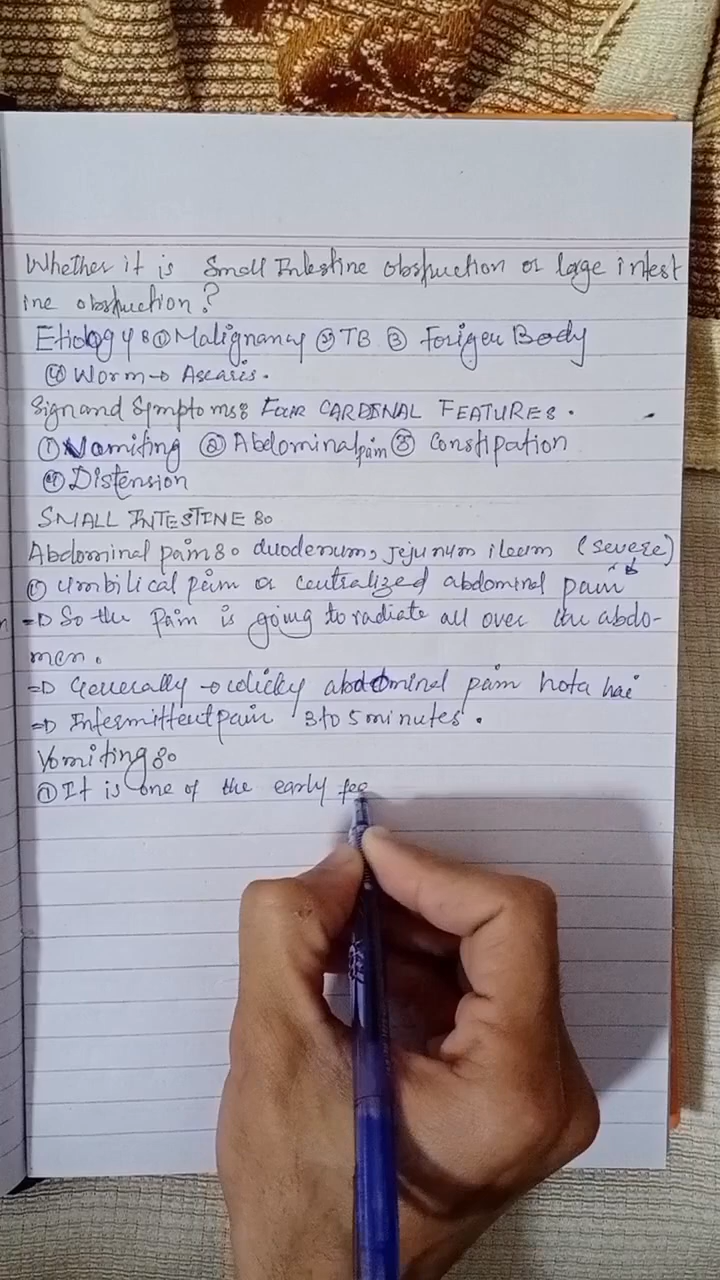 Whether it is Small Intestine obstruction or large intest
ine obstruction?
Etiology: ① Malignancy ② TB ③ Forigen Body
④ Worm → Ascaris.
Sign and Symptoms: FOUR CARDINAL FEATURES.
① Vomiting ② Abdominal pain ③ Constipation
④ Distension
SMALL INTESTINE:
Abdominal pain: duodenum, Jejunum ileum (severe)
① umbilical pain or centralized abdominal pain
⇒ So the Pain is going to radiate all over the abdo-
men.
⇒ Generally → colicky abdominal pain hota hai
⇒ Intermittent pain 3 to 5 minutes.
Vomiting:
① It is one of the early fea